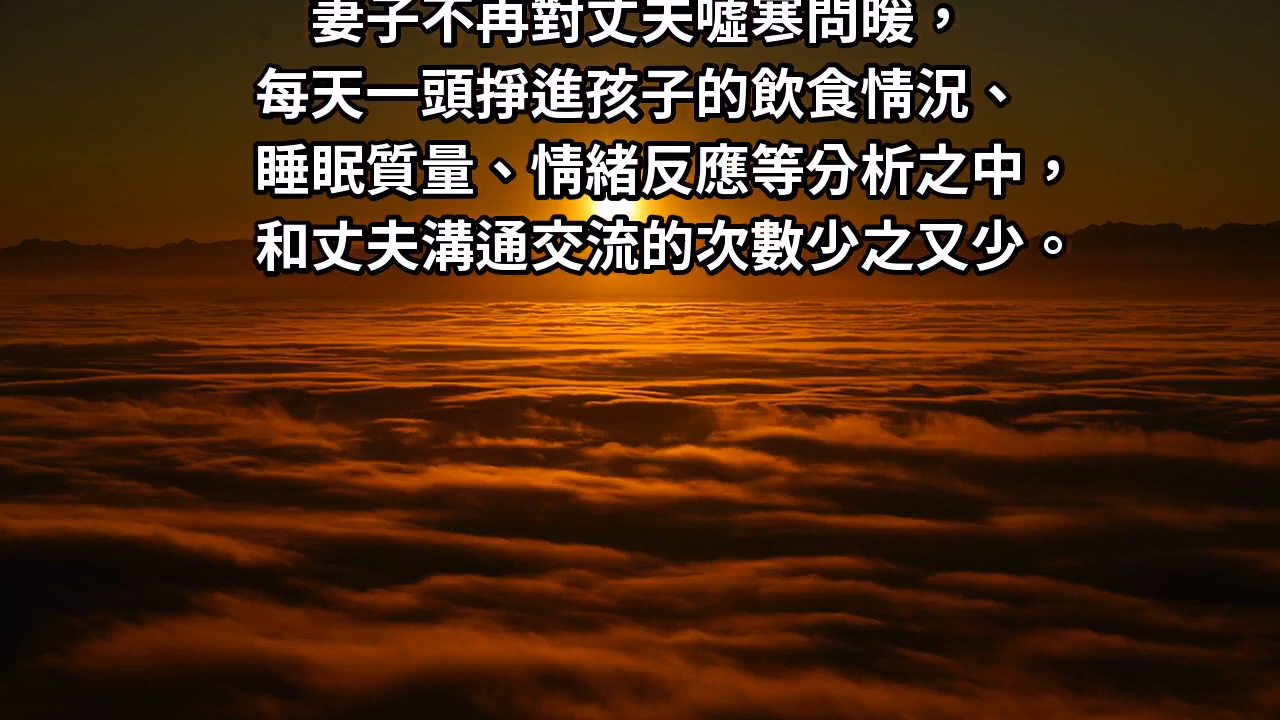 妻子不再對丈夫噓寒問暖，
每天一頭掙進孩子的飲食情況、
睡眠質量、情緒反應等分析之中，
和丈夫溝通交流的次數少之又少。